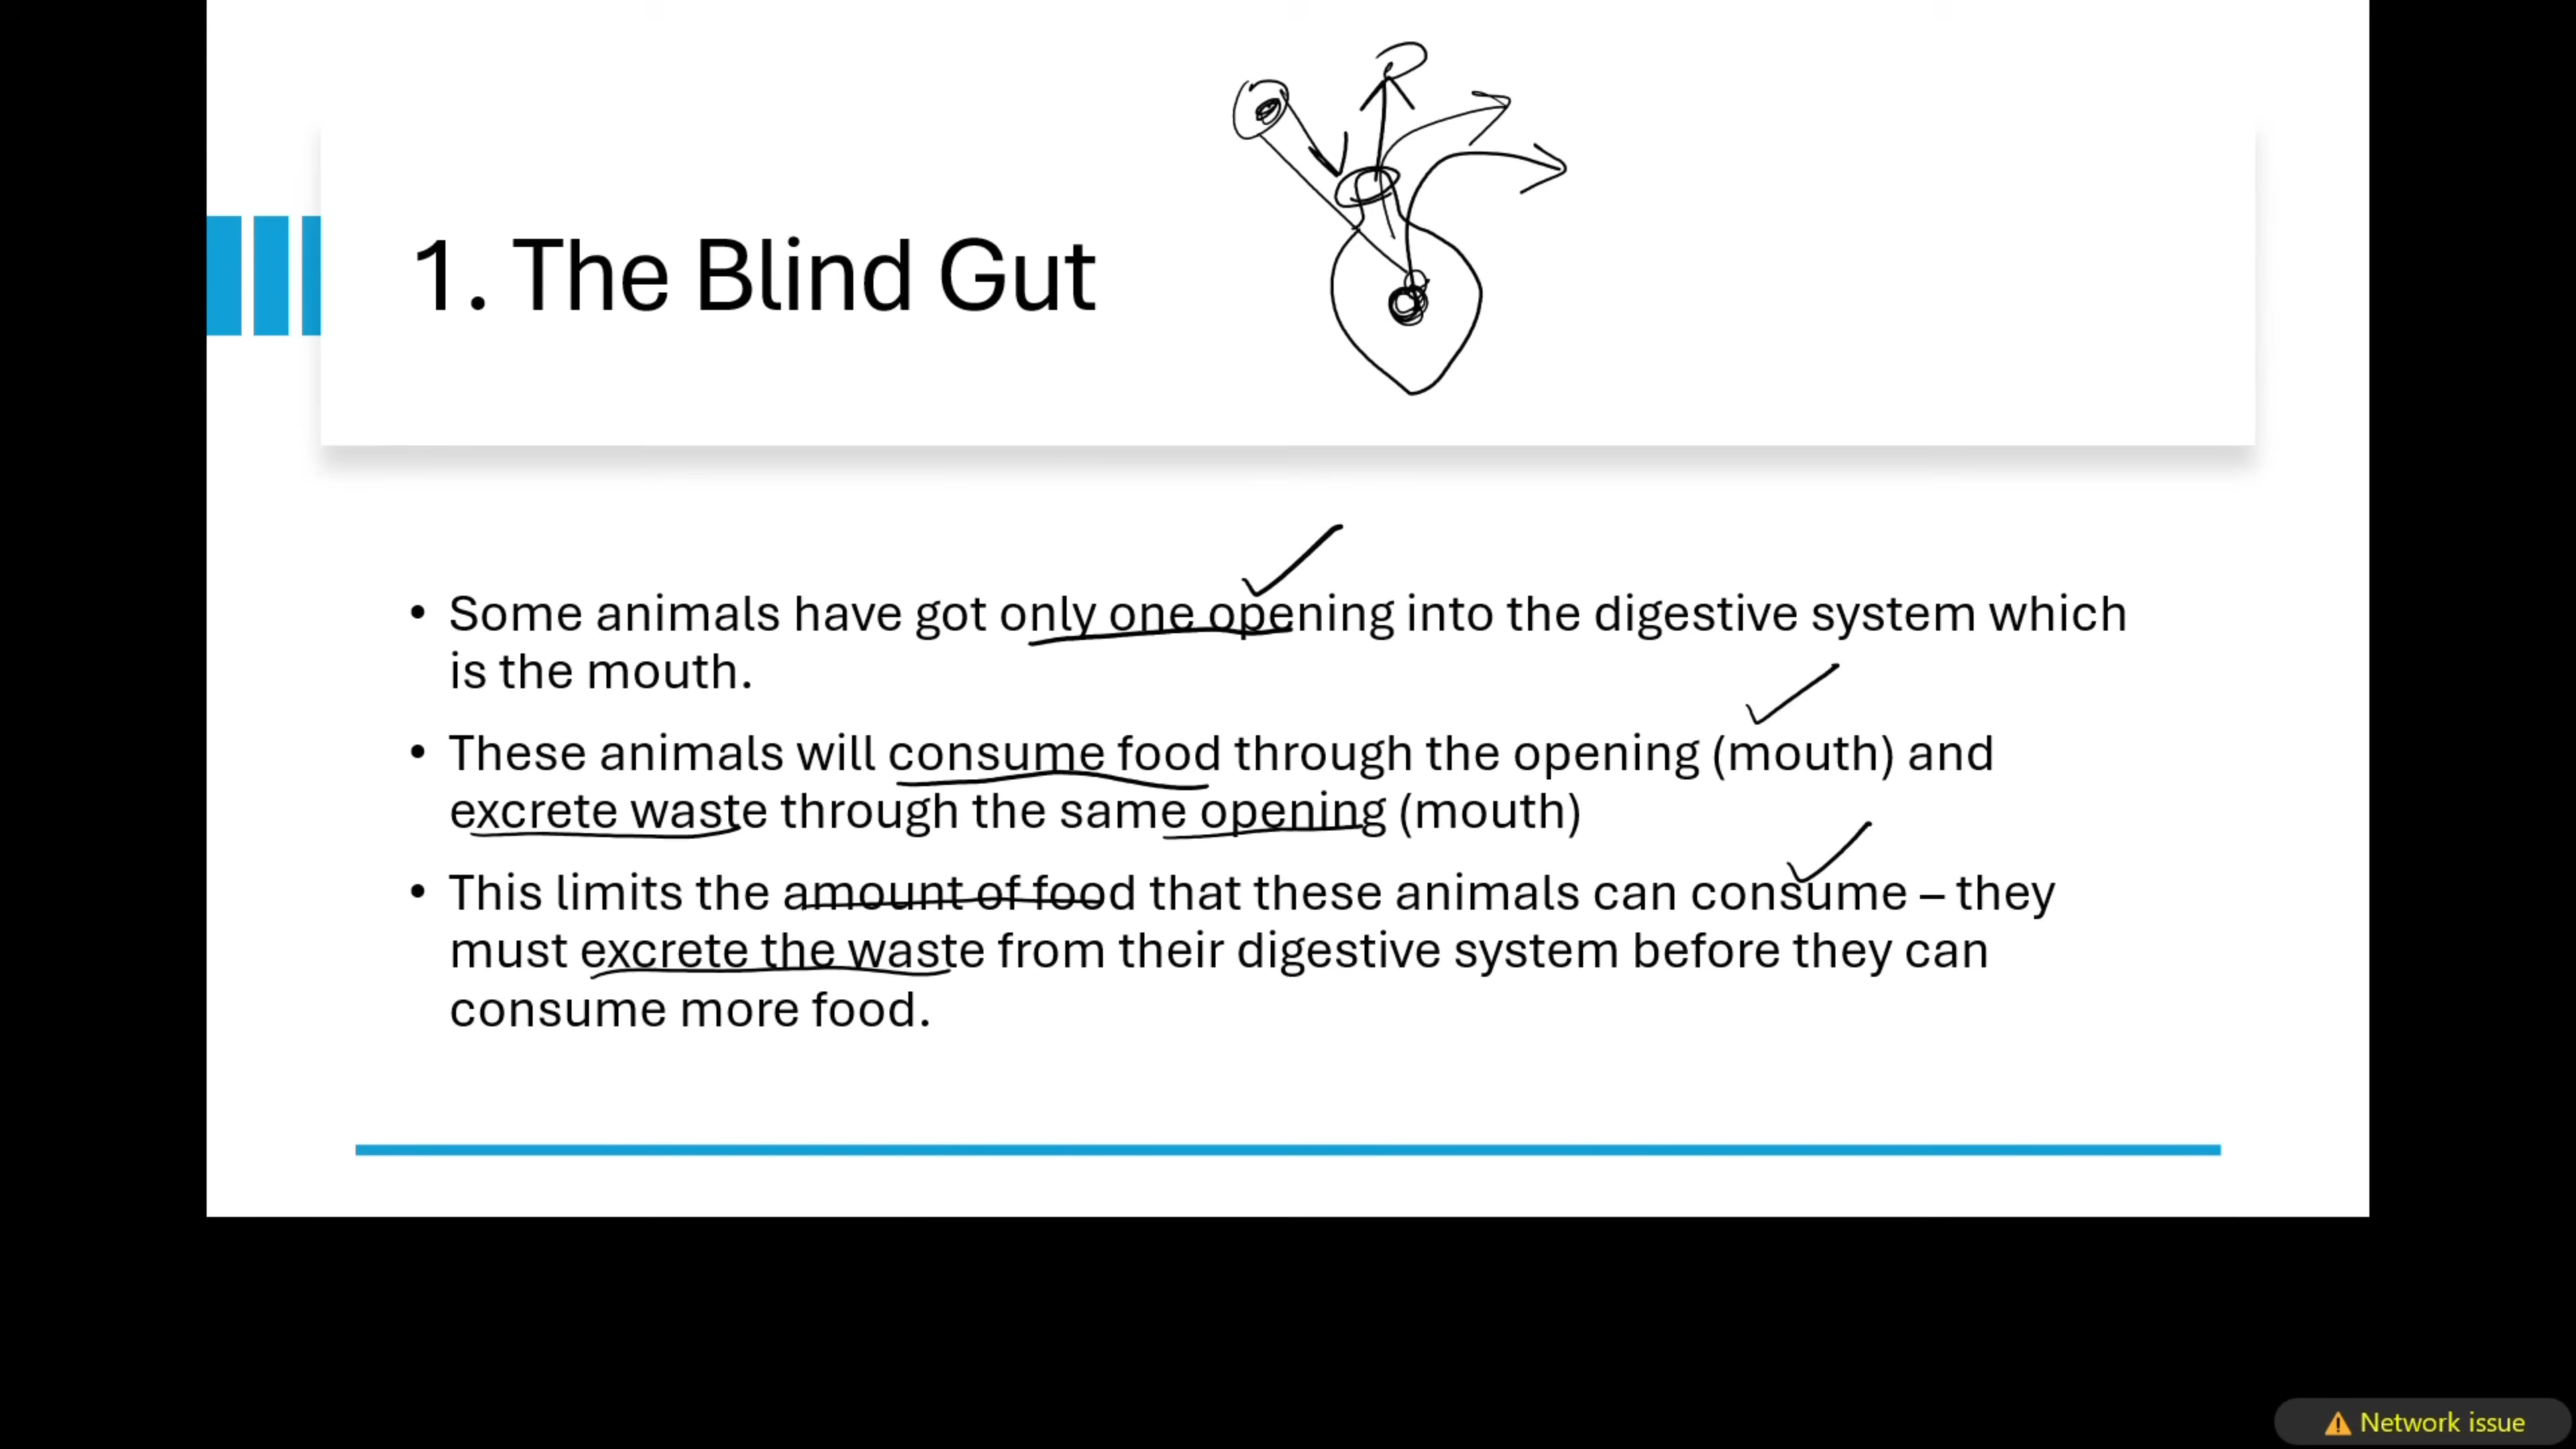 1. The Blind Gut
• Some animals have got only one opening into the digestive system which
is the mouth.
• These animals will consume food through the opening (mouth) and
excrete waste through the same opening (mouth)
• This limits the amount of food that these animals can consume – they
must excrete the waste from their digestive system before they can
consume more food.
Network issue